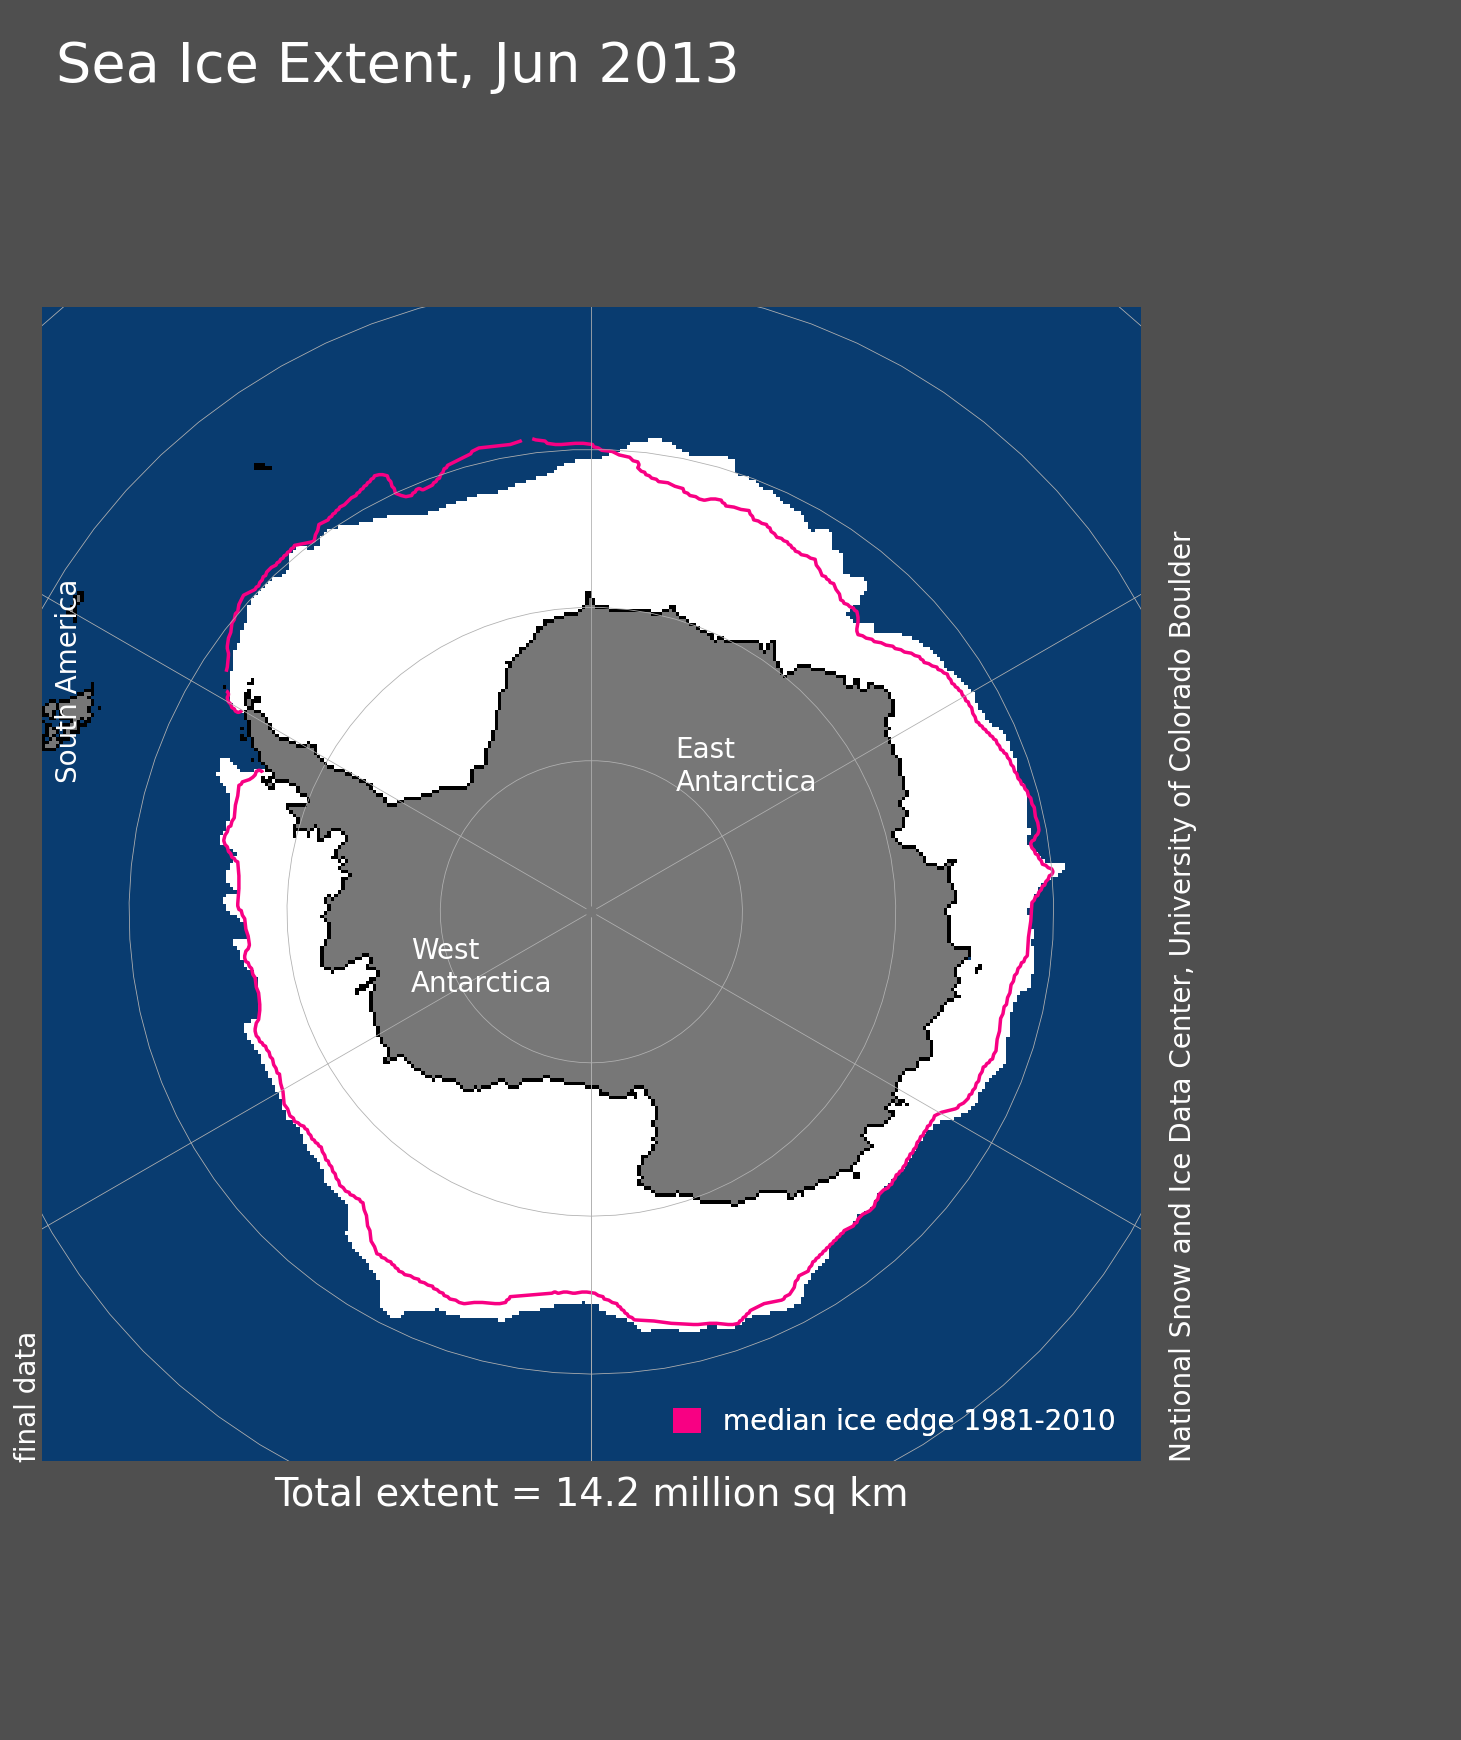 Sea Ice Extent, Jun 2013
South America
East
Antarctica
West
Antarctica
median ice edge 1981-2010
final data
National Snow and Ice Data Center, University of Colorado Boulder
Total extent = 14.2 million sq km